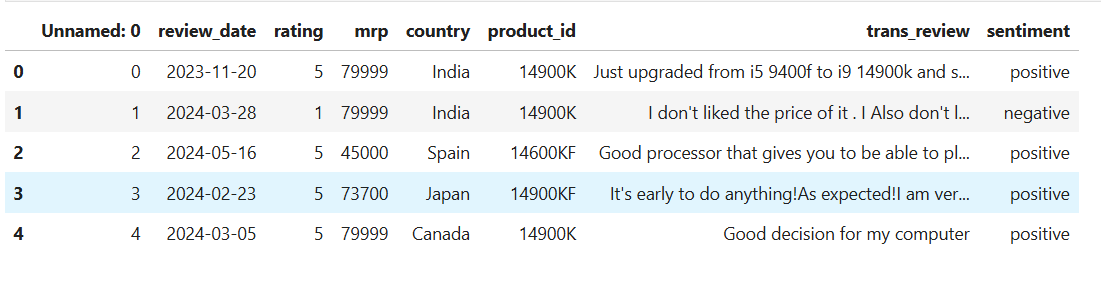 Unnamed: 0 review_date rating mrp country product_id trans_review sentiment
0 0 2023-11-20 5 79999 India 14900K Just upgraded from i5 9400f to i9 14900k and s... positive
1 1 2024-03-28 1 79999 India 14900K I don't liked the price of it . I Also don't l... negative
2 2 2024-05-16 5 45000 Spain 14600KF Good processor that gives you to be able to pl... positive
3 3 2024-02-23 5 73700 Japan 14900KF It's early to do anything!As expected!I am ver... positive
4 4 2024-03-05 5 79999 Canada 14900K Good decision for my computer positive